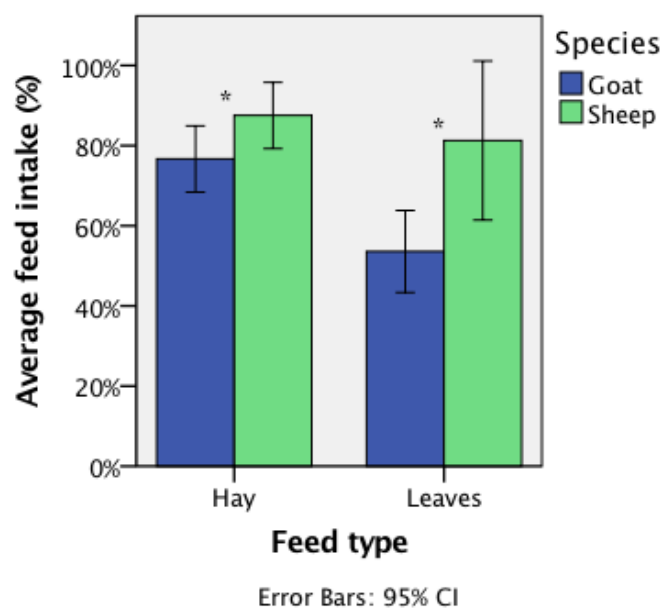 Average feed intake (%)
100%
80%
60%
40%
20%
0%
*
*
Hay
Leaves
Feed type
Species
Goat
Sheep
Error Bars: 95% CI